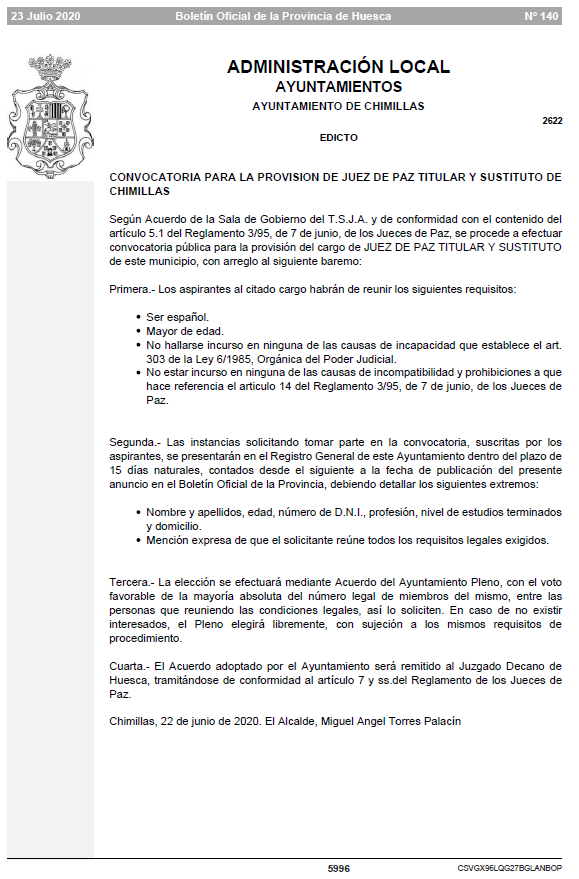 23 Julio 2020 Boletín Oficial de la Provincia de Huesca Nº 140
ADMINISTRACIÓN LOCAL
AYUNTAMIENTOS
AYUNTAMIENTO DE CHIMILLAS
2622
EDICTO
CONVOCATORIA PARA LA PROVISION DE JUEZ DE PAZ TITULAR Y SUSTITUTO DE
CHIMILLAS
Según Acuerdo de la Sala de Gobierno del T.S.J.A. y de conformidad con el contenido del
artículo 5.1 del Reglamento 3/95, de 7 de junio, de los Jueces de Paz, se procede a efectuar
convocatoria pública para la provisión del cargo de JUEZ DE PAZ TITULAR Y SUSTITUTO
de este municipio, con arreglo al siguiente baremo:
Primera.- Los aspirantes al citado cargo habrán de reunir los siguientes requisitos:
• Ser español.
• Mayor de edad.
• No hallarse incurso en ninguna de las causas de incapacidad que establece el art.
303 de la Ley 6/1985, Orgánica del Poder Judicial.
• No estar incurso en ninguna de las causas de incompatibilidad y prohibiciones a que
hace referencia el articulo 14 del Reglamento 3/95, de 7 de junio, de los Jueces de
Paz.
Segunda.- Las instancias solicitando tomar parte en la convocatoria, suscritas por los
aspirantes, se presentarán en el Registro General de este Ayuntamiento dentro del plazo de
15 días naturales, contados desde el siguiente a la fecha de publicación del presente
anuncio en el Boletín Oficial de la Provincia, debiendo detallar los siguientes extremos:
• Nombre y apellidos, edad, número de D.N.I., profesión, nivel de estudios terminados
y domicilio.
• Mención expresa de que el solicitante reúne todos los requisitos legales exigidos.
Tercera.- La elección se efectuará mediante Acuerdo del Ayuntamiento Pleno, con el voto
favorable de la mayoría absoluta del número legal de miembros del mismo, entre las
personas que reuniendo las condiciones legales, así lo soliciten. En caso de no existir
interesados, el Pleno elegirá libremente, con sujeción a los mismos requisitos de
procedimiento.
Cuarta.- El Acuerdo adoptado por el Ayuntamiento será remitido al Juzgado Decano de
Huesca, tramitándose de conformidad al artículo 7 y ss.del Reglamento de los Jueces de
Paz.
Chimillas, 22 de junio de 2020. El Alcalde, Miguel Angel Torres Palacín
5996 CSVGX96LQG27BGLANBOP